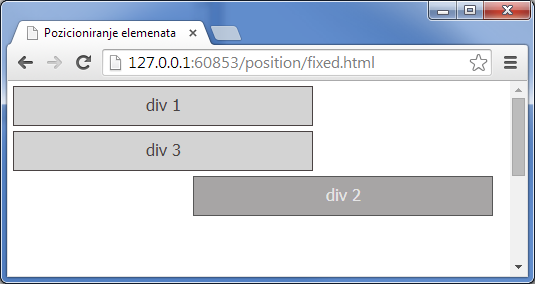 Pozicioniranje elemenata
127.0.0.1:60853/position/fixed.html
div 1
div 3
div 2